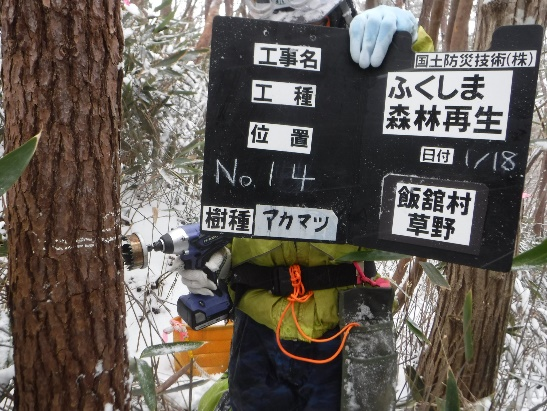 工事名
国土防災技術(株)
工種
ふくしま
森林再生
位置
日付 1/18
No.14
飯舘村
草野
樹種 アカマツ